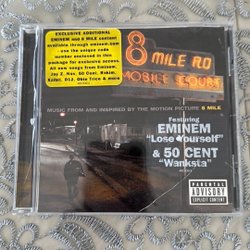 EXCLUSIVE ADDITIONAL
EMINEM and 8 MILE content
available through eminem.com
use the unique code
number enclosed in this
package for exclusive access.
All new songs from Eminem,
Jay Z, Nas, 50 Cent, Rakim,
Xzibit, D12, Obie Trice & more
8 MILE RD
MOBILE COURT
MUSIC FROM AND INSPIRED BY THE MOTION PICTURE 8 MILE
Featuring
EMINEM
"Lose Yourself"
& 50 CENT
"Wanksta"
PARENTAL
ADVISORY
EXPLICIT CONTENT